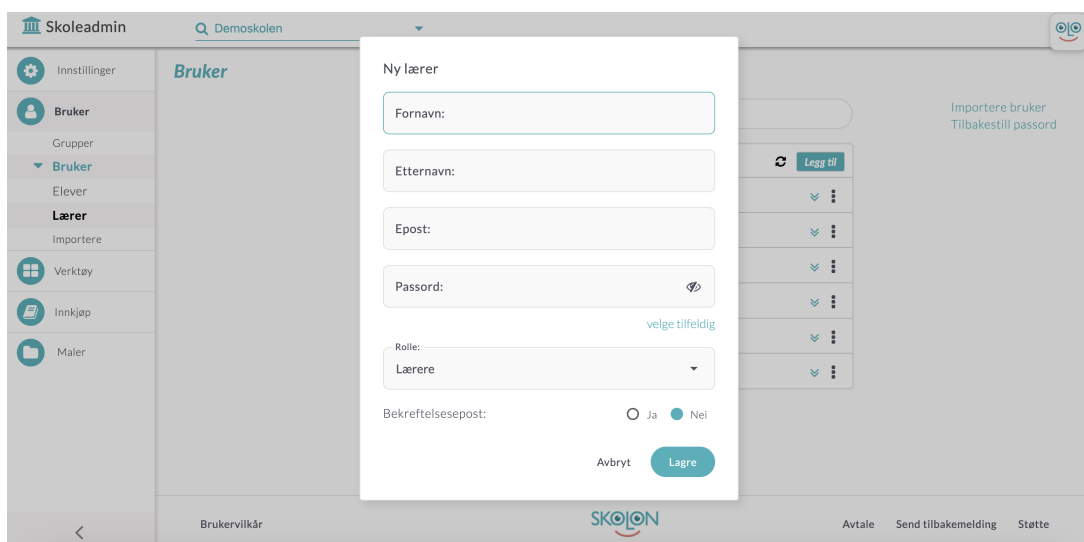 Skoleadmin
Demoskolen
Innstillinger
Bruker
Grupper
Bruker
Elever
Lærer
Importere
Verktøy
Innkjøp
Maler
Bruker
Importere bruker
Tilbakestill passord
Legg til
Ny lærer
Fornavn:
Etternavn:
Epost:
Passord:
velge tilfeldig
Rolle:
Lærere
Bekreftelsesepost: Ja Nei
Avbryt Lagre
Brukervilkår
SKOLON
Avtale Send tilbakemelding Støtte